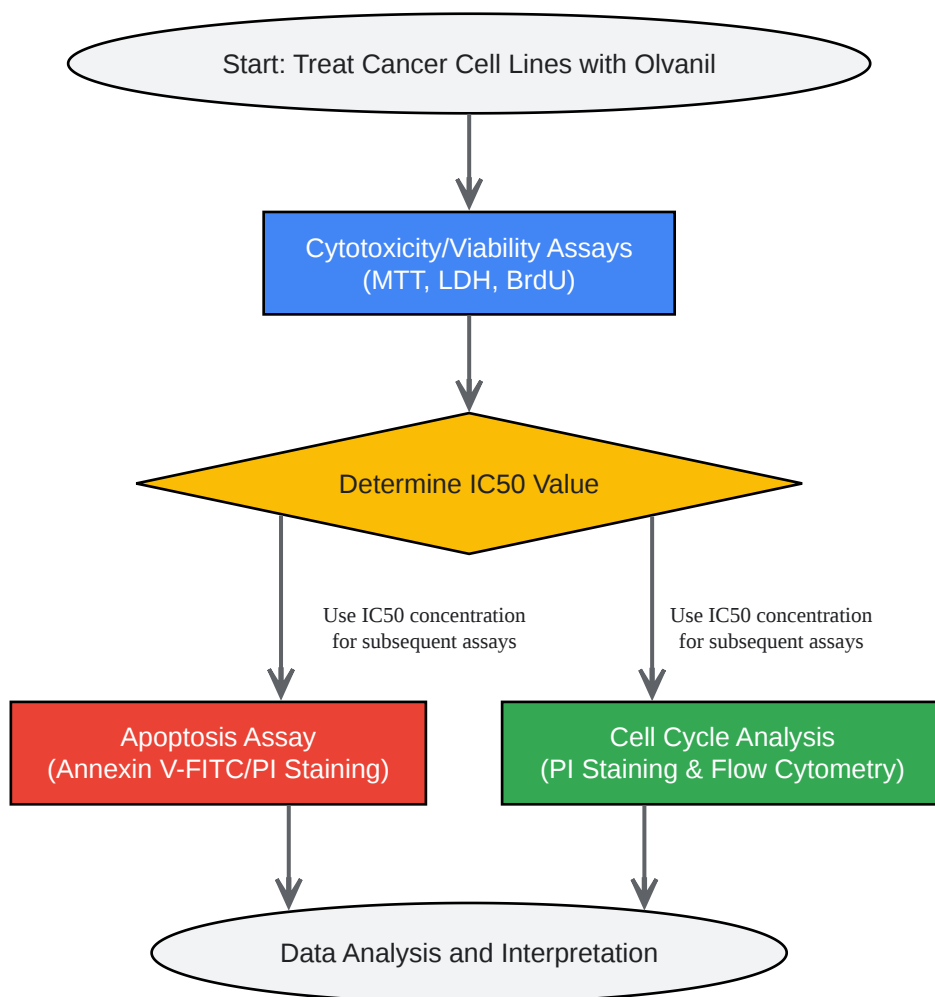 Start: Treat Cancer Cell Lines with Olvanil
Cytotoxicity/Viability Assays
(MTT, LDH, BrdU)
Determine IC50 Value
Use IC50 concentration
for subsequent assays
Use IC50 concentration
for subsequent assays
Apoptosis Assay
(Annexin V-FITC/PI Staining)
Cell Cycle Analysis
(PI Staining & Flow Cytometry)
Data Analysis and Interpretation